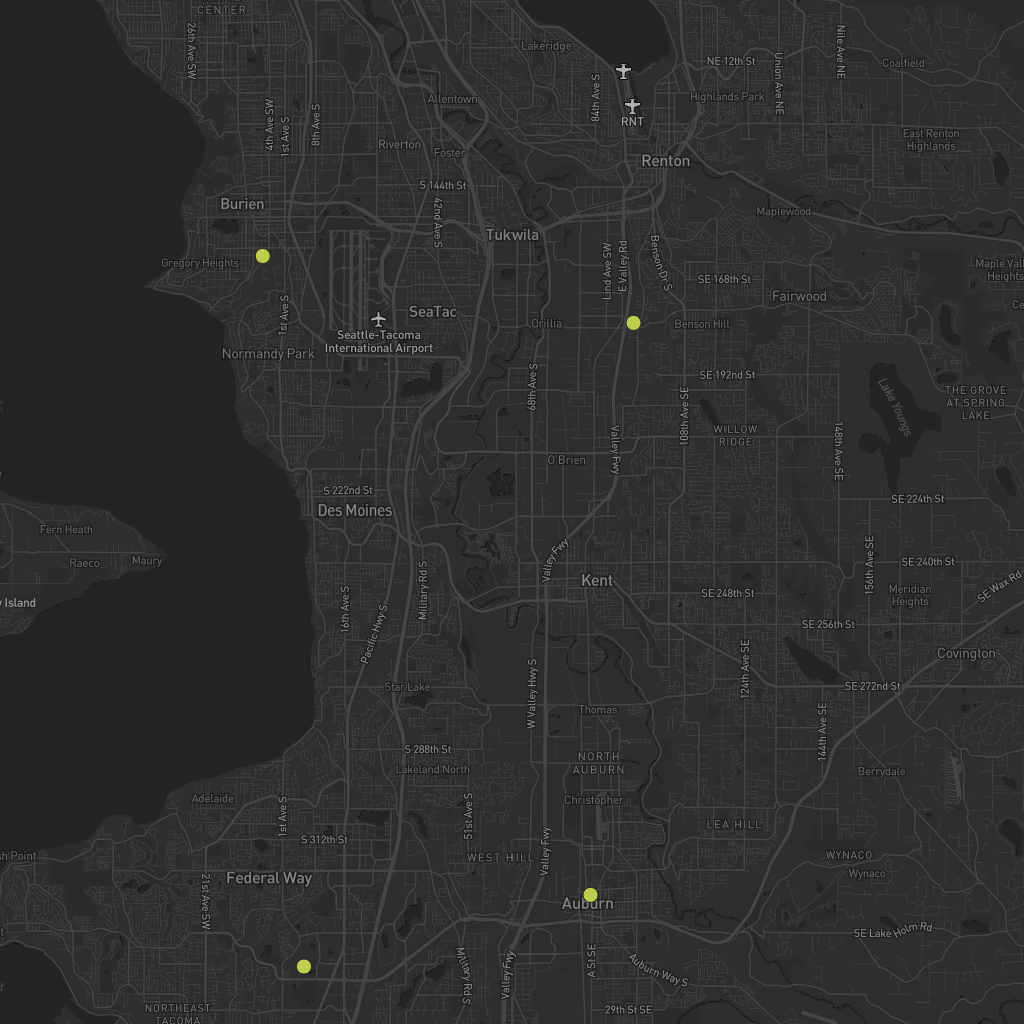 CENTER
26th Ave SW
Lakeridge
NE 12th St
Union Ave NE
Nile Ave NE
Coalfield
4th Ave SW
1st Ave S
8th Ave S
Allentown
84th Ave S
Highlands Park
RNT
Riverton
Foster
East Renton
Highlands
Renton
S 144th St
Burien
42nd Ave S
Tukwila
Maplewood
Gregory Heights
Lind Ave SW
E Valley Rd
Benson Dr S
SE 168th St
Maple Val
Heights
Fairwood
Ce
SeaTac
1st Ave S
Orillia
Benson Hill
Seattle-Tacoma
International Airport
Normandy Park
68th Ave S
SE 192nd St
Lake Youngs
THE GROVE
AT SPRING
LAKE
108th Ave SE
WILLOW
RIDGE
148th Ave SE
Valley Fwy
O'Brien
S 222nd St
SE 224th St
Des Moines
Fern Heath
Raeco
Maury
Valley Fwy
156th Ave SE
SE 240th St
Kent
SE Wax Rd
y Island
16th Ave S
Military Rd S
SE 248th St
Meridian
Heights
Pacific Hwy S
SE 256th St
124th Ave SE
Covington
Star Lake
W Valley Hwy S
SE 272nd St
Thomas
144th Ave SE
S 288th St
Lakeland North
NORTH
AUBURN
Berrydale
Adelaide
1st Ave S
51st Ave S
Christopher
LEA HILL
S 312th St
Valley Fwy
sh Point
WEST HILL
WYNACO
Wynaco
Federal Way
21st Ave SW
Auburn
t
SE Lake Holm Rd
Military Rd S
Valley Fwy
A St SE
Auburn Way S
NORTHEAST
TACOMA
29th St SE